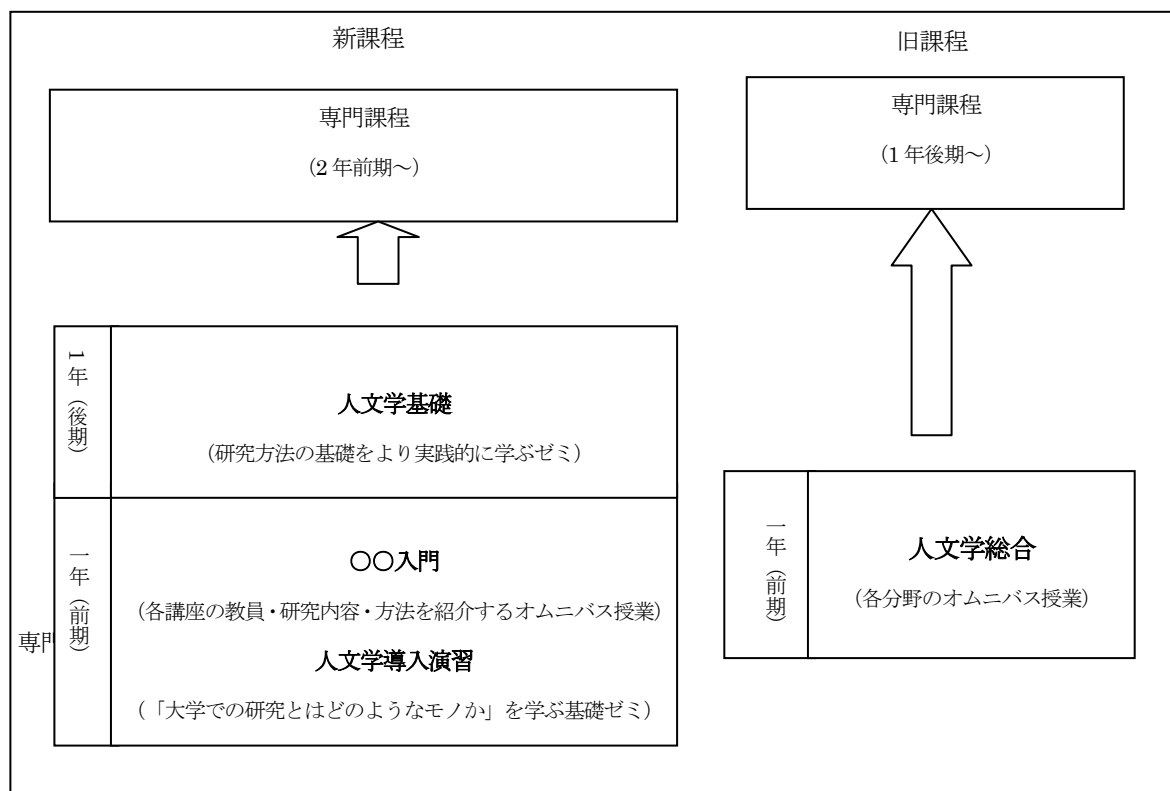 新課程
専門課程
（2 年前期～）
1年（後期）
人文学基礎
（研究方法の基礎をより実践的に学ぶゼミ）
一年（前期）
○○入門
（各講座の教員・研究内容・方法を紹介するオムニバス授業）
専門
人文学導入演習
（「大学での研究とはどのようなモノか」を学ぶ基礎ゼミ）
旧課程
専門課程
（1 年後期～）
一年（前期）
人文学総合
（各分野のオムニバス授業）